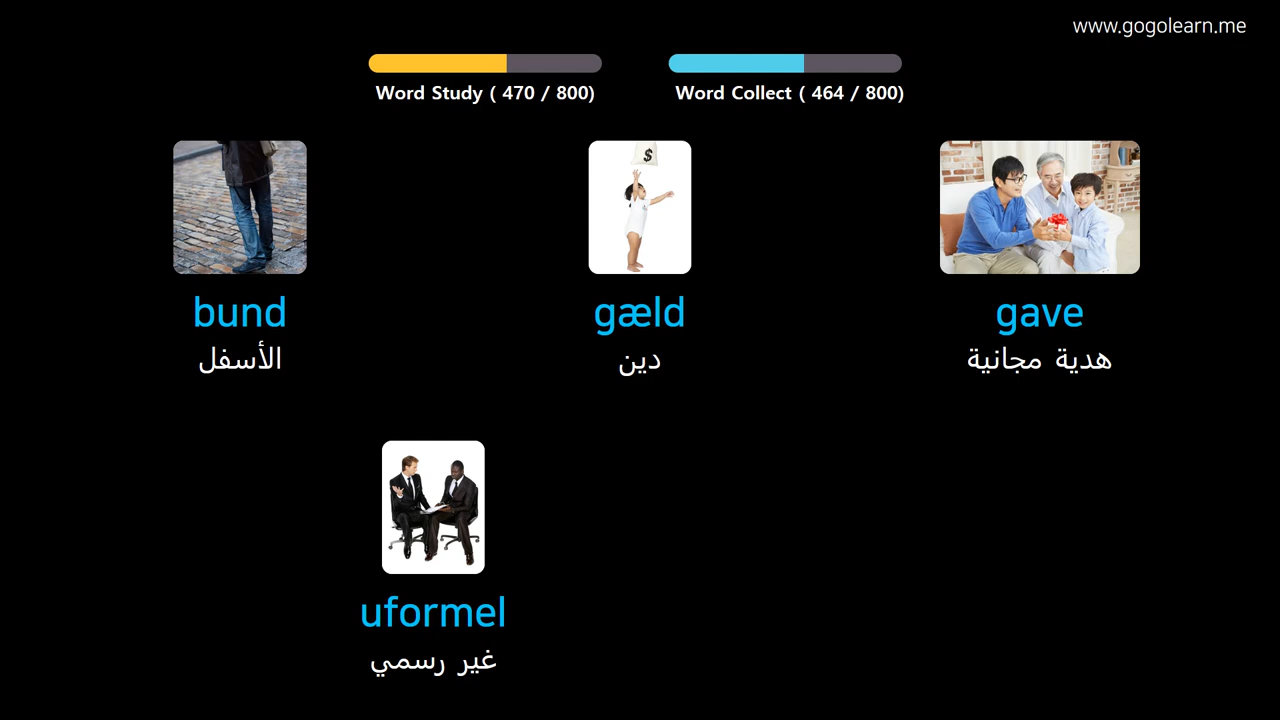 www.gogolearn.me
Word Study ( 470 / 800)
Word Collect ( 464 / 800)
$
bund
الأسفل
gæld
دين
gave
هدية مجانية
uformel
غير رسمي